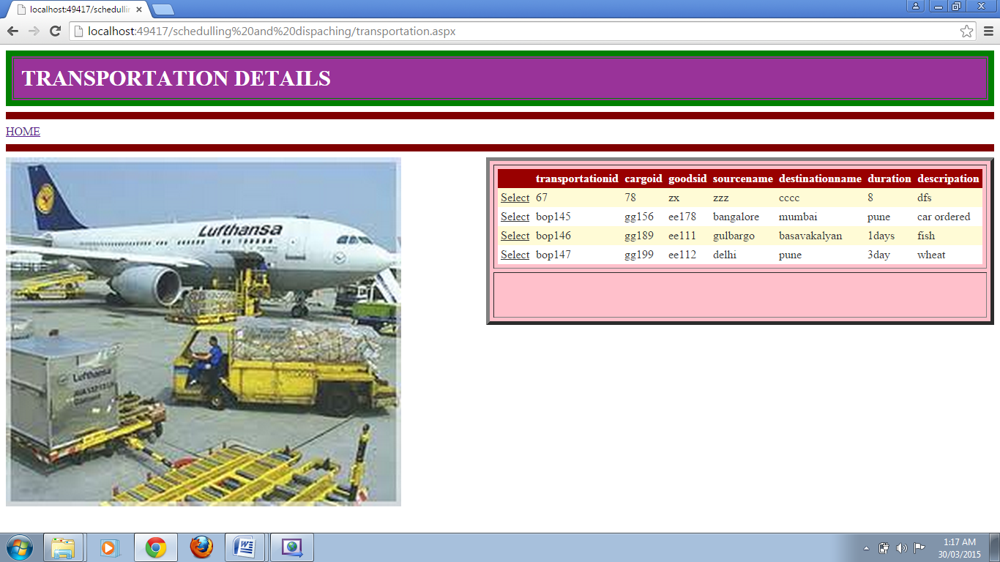 localhost:49417/schedullin
localhost:49417/schedulling%20and%20dispaching/transportation.aspx
TRANSPORTATION DETAILS
HOME
Lufthansa
Lufthansa
transportationid cargoid goodsid sourcename destinationname duration descripation
Select 67 78 zx zzz cccc 8 dfs
Select bop145 gg156 ee178 bangalore mumbai pune car ordered
Select bop146 gg189 ee111 gulbargo basavakalyan 1days fish
Select bop147 gg199 ee112 delhi pune 3day wheat
1:17 AM
30/03/2015